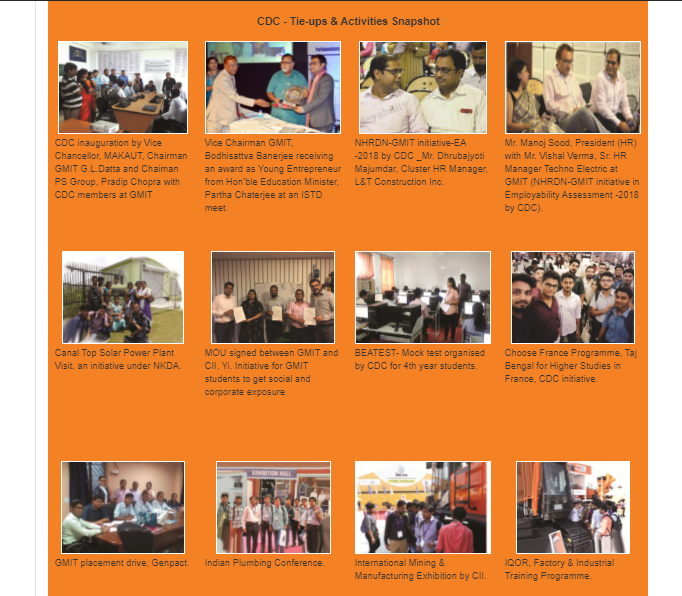 CDC - Tie-ups & Activities Snapshot
CDC inauguration by Vice
Chancellor, MAKAUT, Chairman
GMIT G.L.Datta and Chaiman
PS Group, Pradip Chopra with
CDC members at GMIT
Vice Chairman GMIT,
Bodhisattva Banerjee receiving
an award as Young Entrepreneur
from Hon'ble Education Minister,
Partha Chaterjee at an ISTD
meet.
NHRDN-GMIT initiative-EA
-2018 by CDC _Mr. Dhrubajyoti
Majumdar, Cluster HR Manager,
L&T Construction Inc.
Mr. Manoj Sood, President (HR)
with Mr. Vishal Verma, Sr. HR
Manager Techno Electric at
GMIT (NHRDN-GMIT initiative in
Employability Assessment -2018
by CDC).
Canal Top Solar Power Plant
Visit, an initiative under NKDA.
MOU signed between GMIT and
CII, Yi. Initiative for GMIT
students to get social and
corporate exposure
BEATEST- Mock test organised
by CDC for 4th year students.
Choose France Programme, Taj
Bengal for Higher Studies in
France, CDC initiative.
EXHIBITION HALL
GMIT placement drive, Genpact.
Indian Plumbing Conference.
International Mining &
Manufacturing Exhibition by CII.
IQOR, Factory & Industrial
Training Programme.